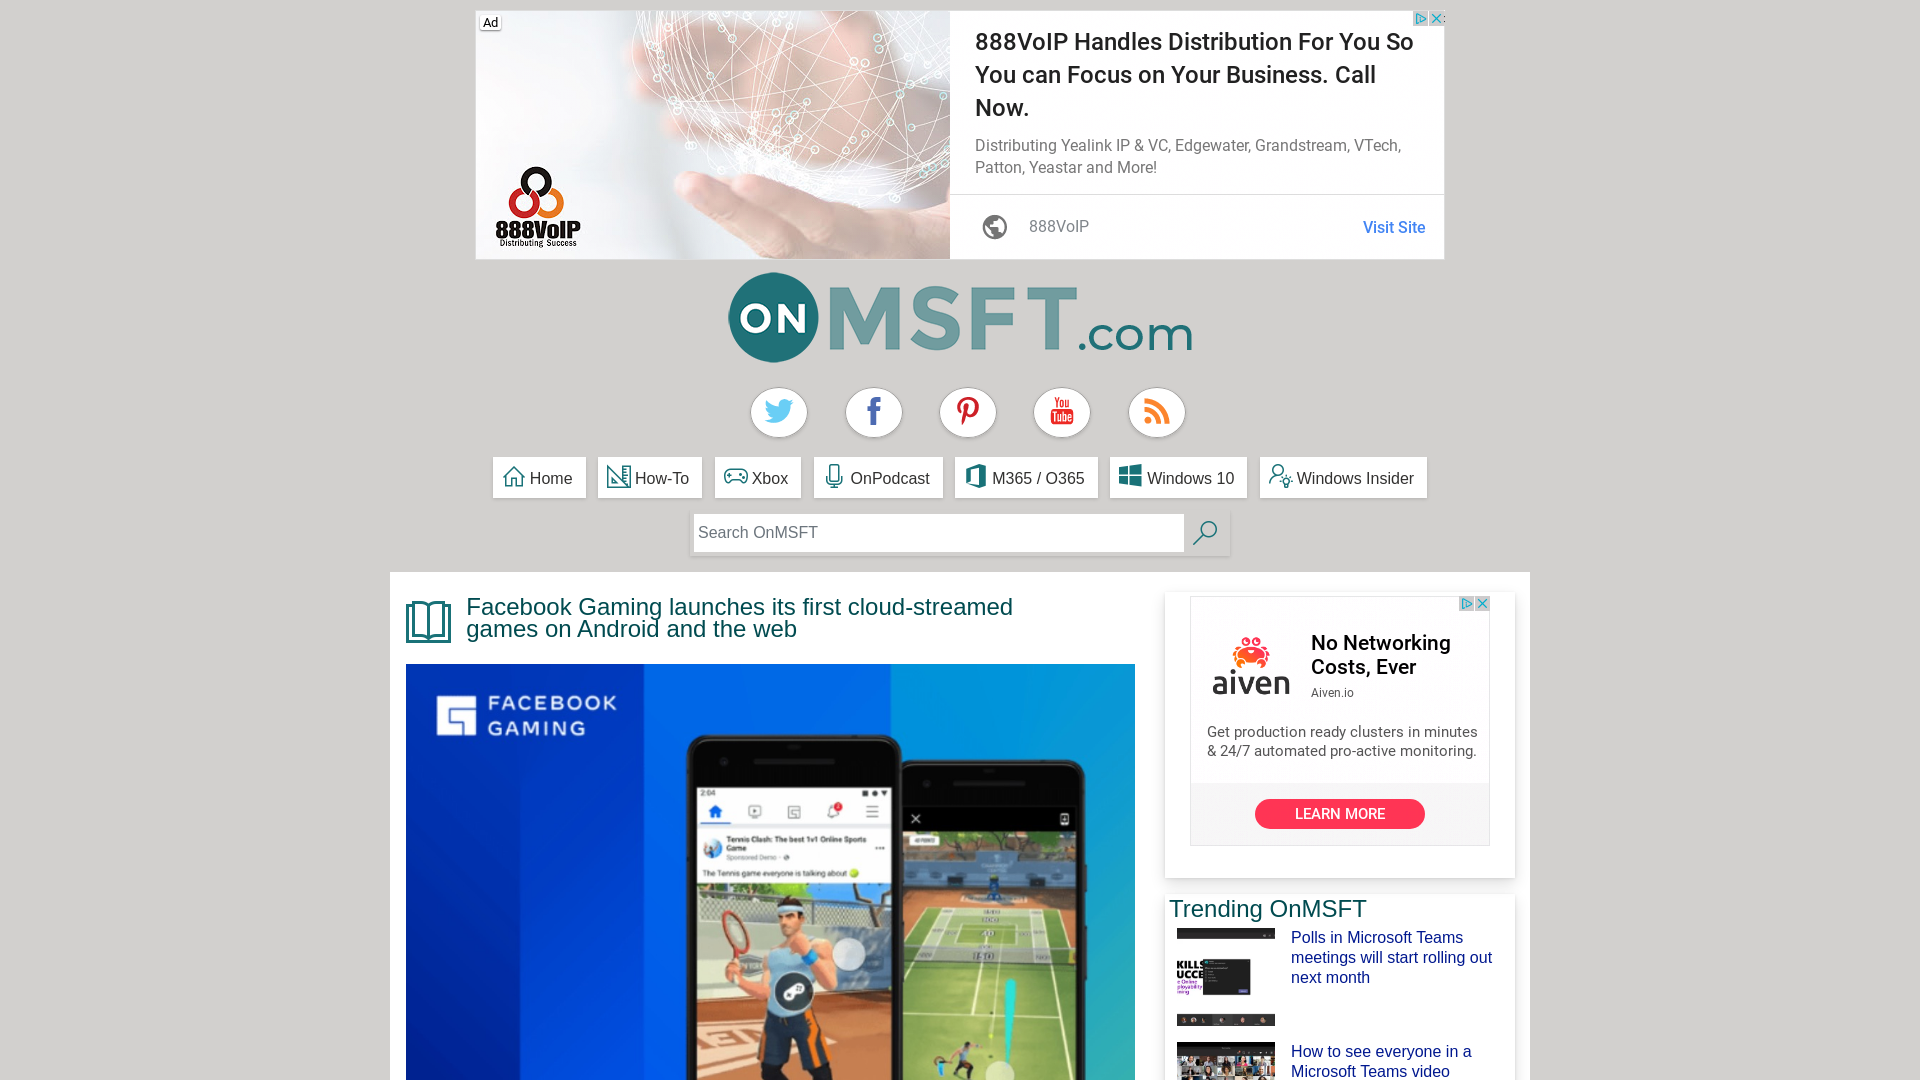 Ad
888VoIP Handles Distribution For You So
You can Focus on Your Business. Call
Now.
Distributing Yealink IP & VC, Edgewater, Grandstream, VTech,
Patton, Yeastar and More!
888VoIP
Distributing Success
888VoIP
Visit Site
ON MSFT.com
You
Tube
Home
How-To
Xbox
OnPodcast
M365 / O365
Windows 10
Windows Insider
Search OnMSFT
Facebook Gaming launches its first cloud-streamed
games on Android and the web
FACEBOOK
GAMING
2:04
Tennis Clash: The best 1v1 Online Sports
Game
Sponsored Demo
The Tennis game everyone is talking about
aiven
No Networking
Costs, Ever
Aiven.io
Get production ready clusters in minutes
& 24/7 automated pro-active monitoring.
LEARN MORE
Trending OnMSFT
Polls in Microsoft Teams
meetings will start rolling out
next month
How to see everyone in a
Microsoft Teams video